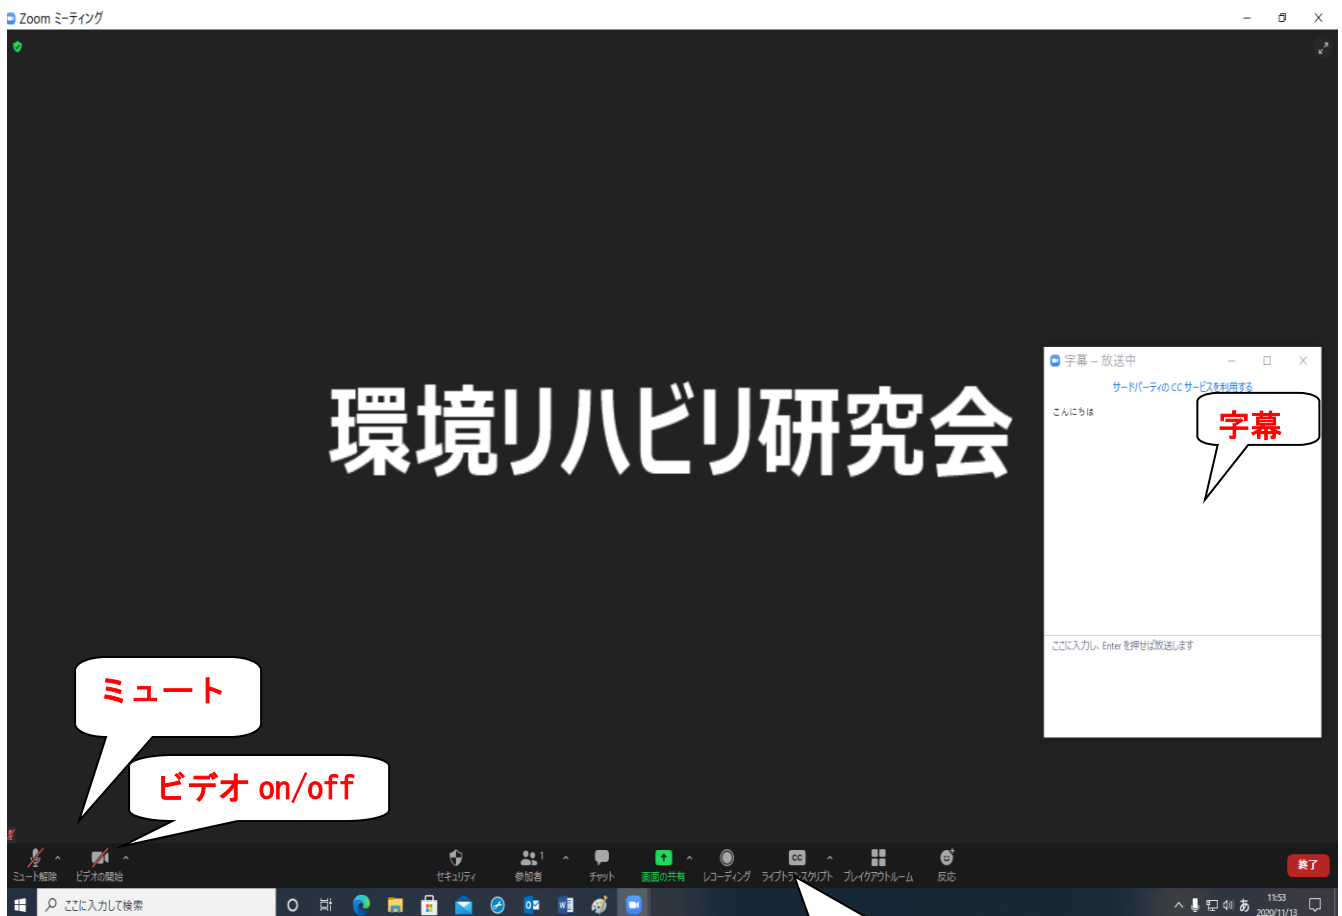 Zoom ミーティング
環境リハビリ研究会
字幕 – 放送中
サードパーティの CC サービスを利用する
こんにちは
字幕
ここに入力し、Enter を押せば放送します
ミュート
ビデオ on/off
ミュート解除
ビデオの開始
セキュリティ
参加者
1
チャット
画面の共有
レコーディング
CC
ライブトランスクリプト
ブレイクアウトルーム
反応
終了
ここに入力して検索
あ
11:53
2020/11/13